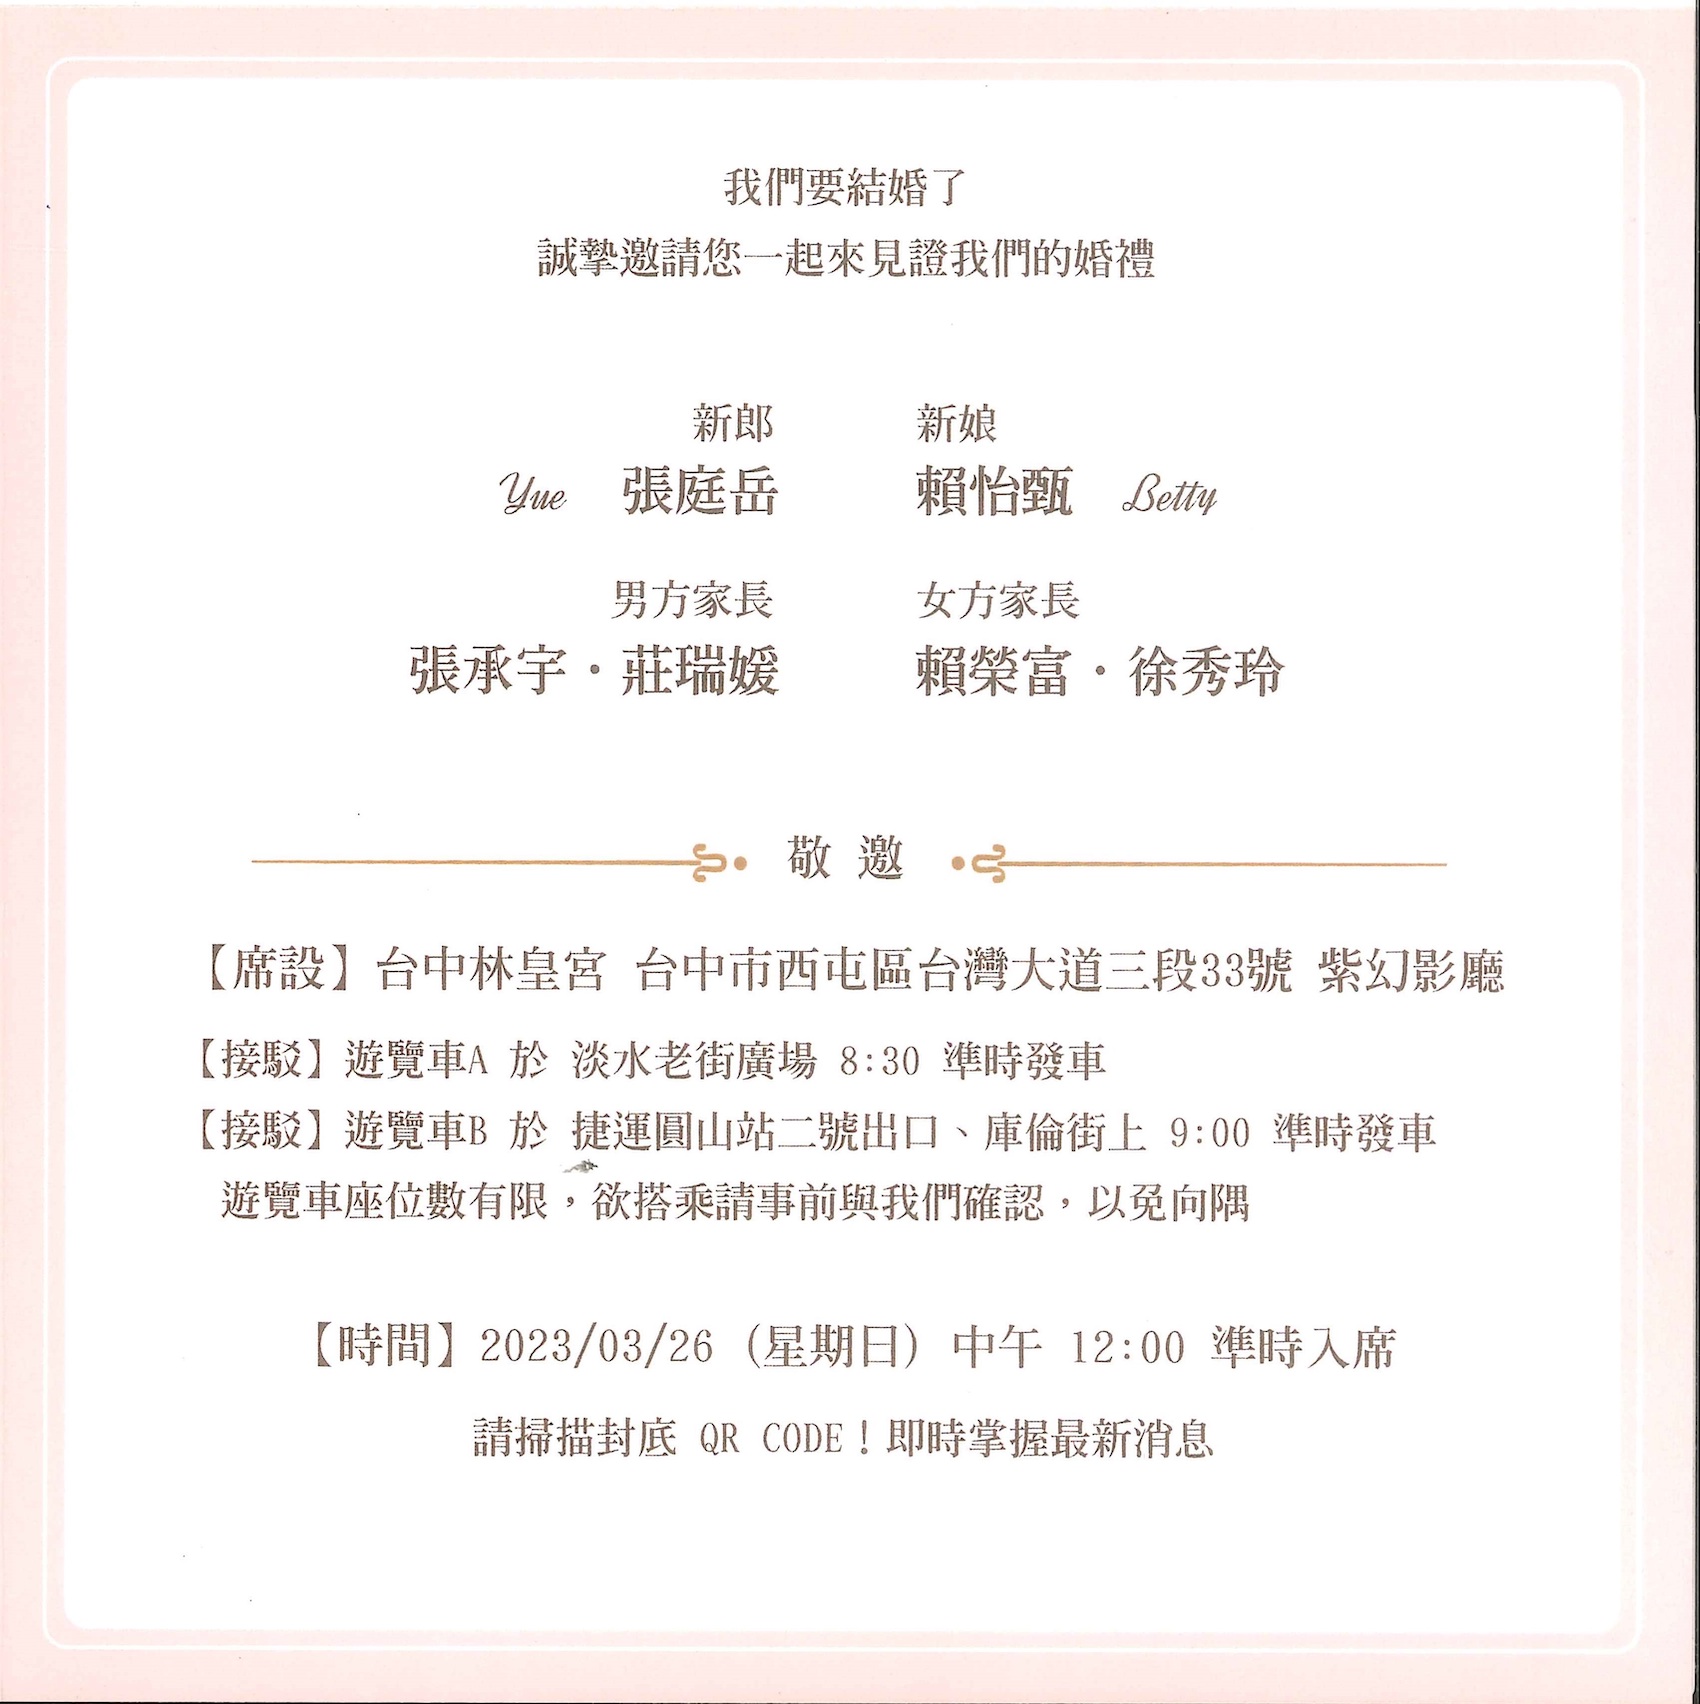 我們要結婚了
誠摯邀請您一起來見證我們的婚禮
新郎 新娘
Yue 張庭岳 賴怡甄 Betty
男方家長 女方家長
張承宇·莊瑞媛 賴榮富·徐秀玲
敬邀
【席設】台中林皇宮 台中市西屯區台灣大道三段33號 紫幻影廳
【接駁】遊覽車A 於 淡水老街廣場 8:30 準時發車
【接駁】遊覽車B 於 捷運圓山站二號出口、庫倫街上 9:00 準時發車
遊覽車座位數有限，欲搭乘請事前與我們確認，以免向隅
【時間】2023/03/26 (星期日) 中午 12:00 準時入席
請掃描封底 QR CODE！即時掌握最新消息